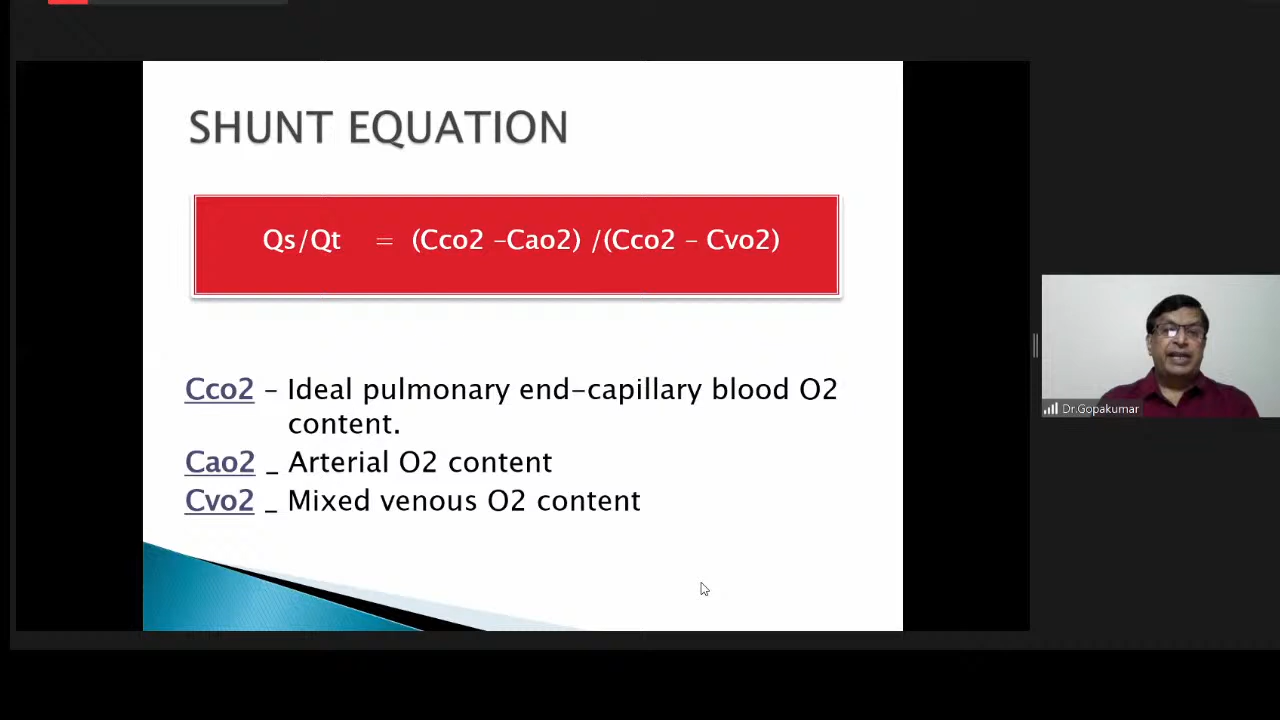 SHUNT EQUATION
Qs/Qt = (Cco2 –Cao2) /(Cco2 – Cvo2)
Cco2 – Ideal pulmonary end-capillary blood O2
content.
Cao2 _ Arterial O2 content
Cvo2 _ Mixed venous O2 content
Dr.Gopakumar